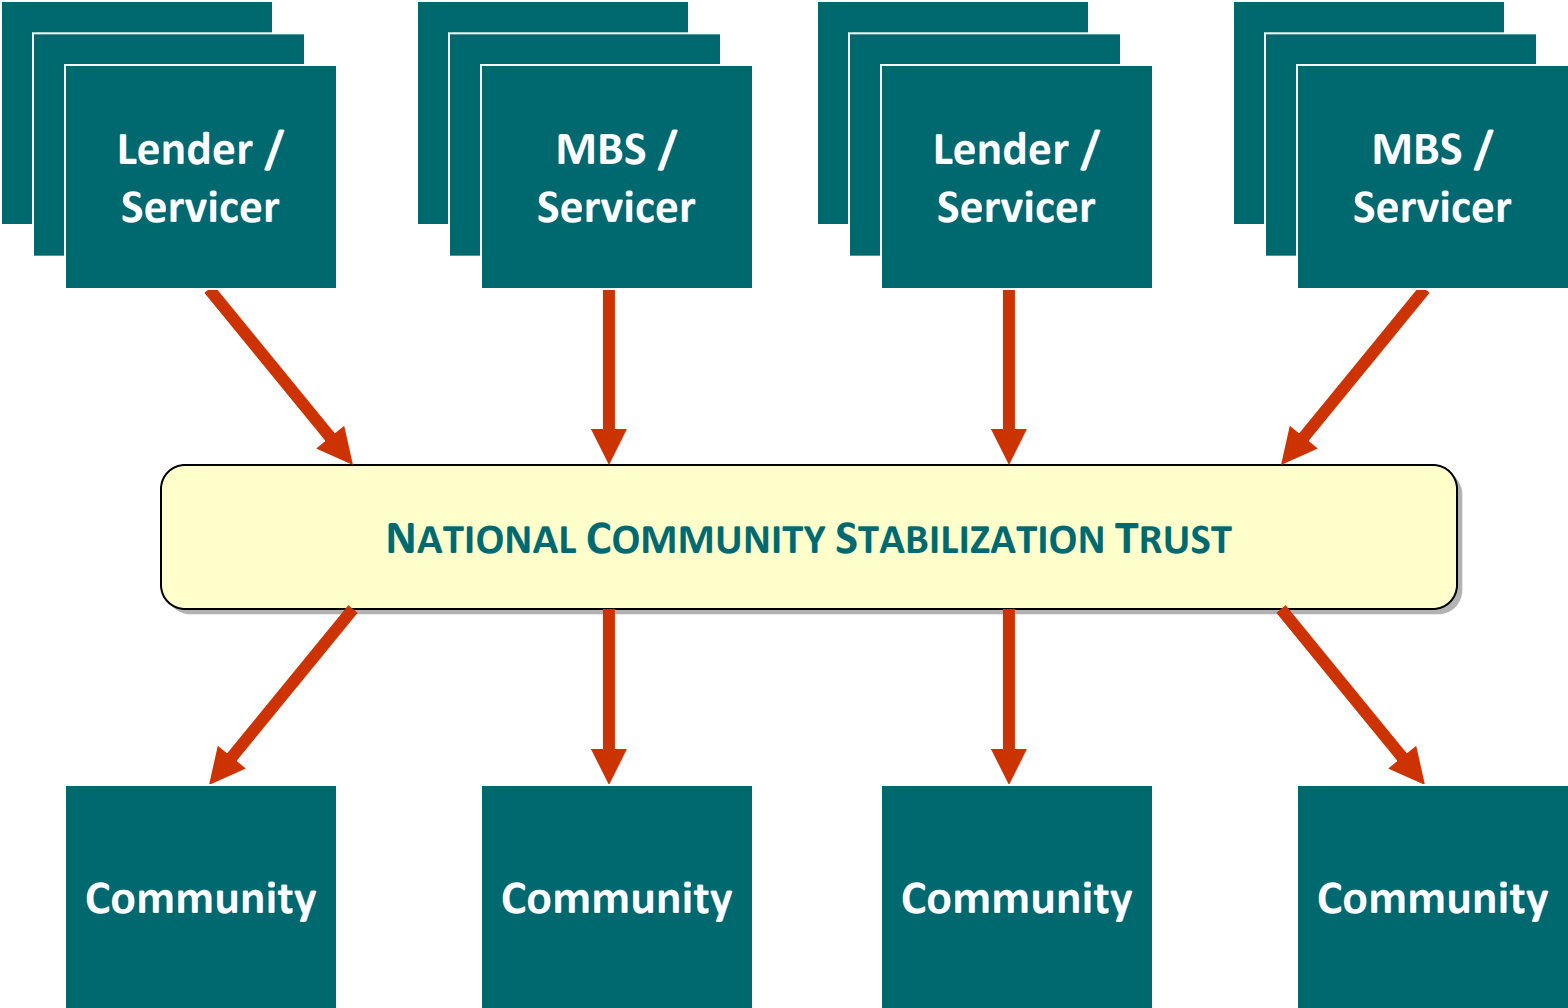 Lender /
Servicer
MBS /
Servicer
Lender /
Servicer
MBS /
Servicer
NATIONAL COMMUNITY STABILIZATION TRUST
Community
Community
Community
Community